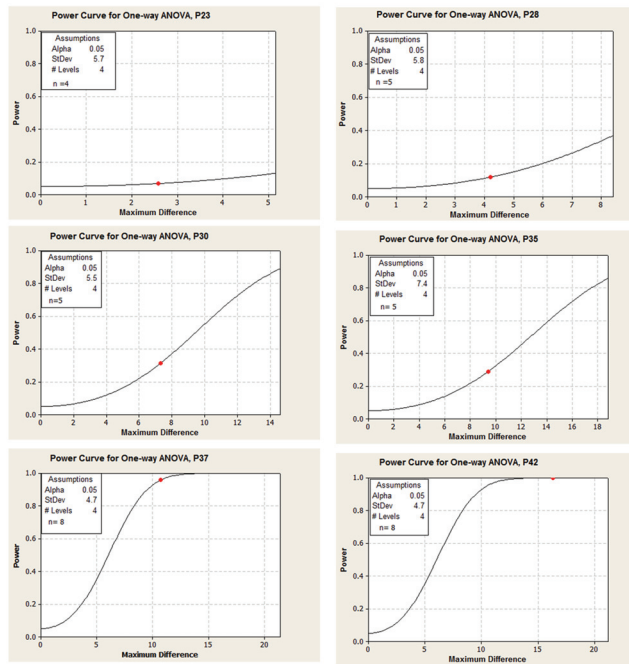 Power Curve for One-way ANOVA, P23
Assumptions
Alpha 0.05
StDev 5.7
# Levels 4
n =4
1.0
0.8
0.6
0.4
0.2
0.0
Power
0 1 2 3 4 5
Maximum Difference
Power Curve for One-way ANOVA, P28
Assumptions
Alpha 0.05
StDev 5.8
# Levels 4
n =5
1.0
0.8
0.6
0.4
0.2
0.0
Power
0 1 2 3 4 5 6 7 8
Maximum Difference
Power Curve for One-way ANOVA, P30
Assumptions
Alpha 0.05
StDev 5.5
# Levels 4
n=5
1.0
0.8
0.6
0.4
0.2
0.0
Power
0 2 4 6 8 10 12 14
Maximum Difference
Power Curve for One-way ANOVA, P35
Assumptions
Alpha 0.05
StDev 7.4
# Levels 4
n= 5
1.0
0.8
0.6
0.4
0.2
0.0
Power
0 2 4 6 8 10 12 14 16 18
Maximum Difference
Power Curve for One-way ANOVA, P37
Assumptions
Alpha 0.05
StDev 4.7
# Levels 4
n= 8
1.0
0.8
0.6
0.4
0.2
0.0
Power
0 5 10 15 20
Maximum Difference
Power Curve for One-way ANOVA, P42
Assumptions
Alpha 0.05
StDev 4.7
# Levels 4
n= 8
1.0
0.8
0.6
0.4
0.2
0.0
Power
0 5 10 15 20
Maximum Difference